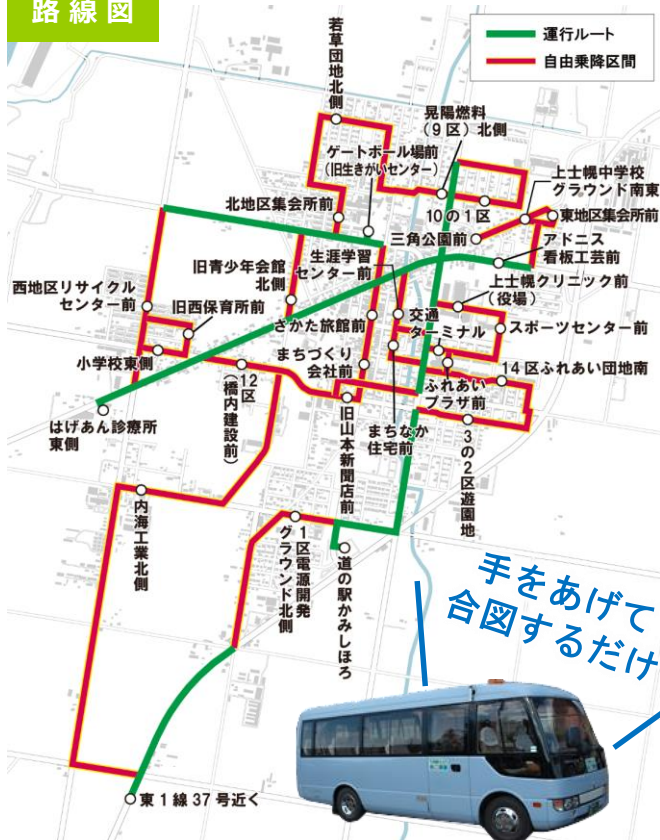 路線図
運行ルート
自由乗降区間
若草団地北側
晃陽燃料
（9区）北側
ゲートボール場前
（旧生きがいセンター）
上士幌中学校
グラウンド南東
北地区集会所前
10の1区
東地区集会所前
三角公園前
アドニス
看板工芸前
生涯学習
センター前
旧青少年会館
北側
上士幌クリニック前
（役場）
西地区リサイクル
センター前
旧西保育所前
交通
ターミナル
さかた旅館前
スポーツセンター前
小学校東側
まちづくり
会社前
12区
（橋内建設前）
14区ふれあい団地南
ふれあい
プラザ前
はげあん診療所
東側
旧山本新聞店前
まちなか
住宅前
3の2区遊園地
内海工業北側
1区電源開発
グラウンド北側
道の駅かみしほろ
手をあげて
合図するだけ
東1線37号近く